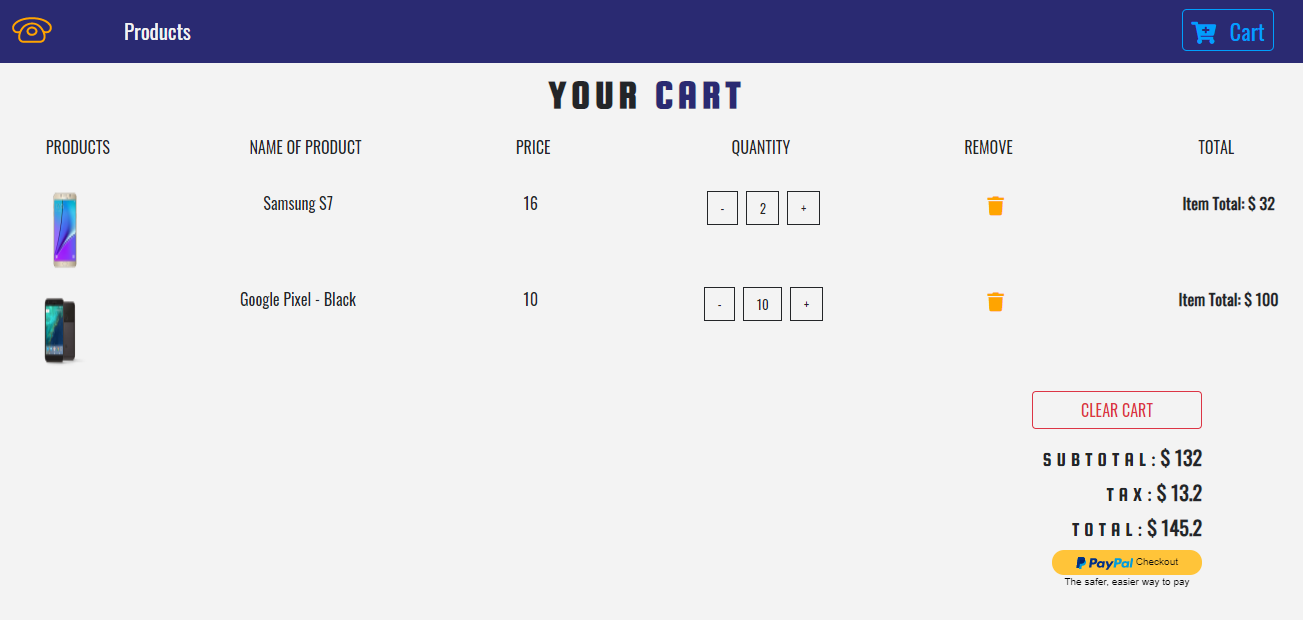 Products
Cart
YOUR CART
PRODUCTS NAME OF PRODUCT PRICE QUANTITY REMOVE TOTAL
Samsung S7 16 - 2 + Item Total: $ 32
Google Pixel - Black 10 - 10 + Item Total: $ 100
CLEAR CART
SUBTOTAL: $ 132
TAX: $ 13.2
TOTAL: $ 145.2
PayPal Checkout
The safer, easier way to pay